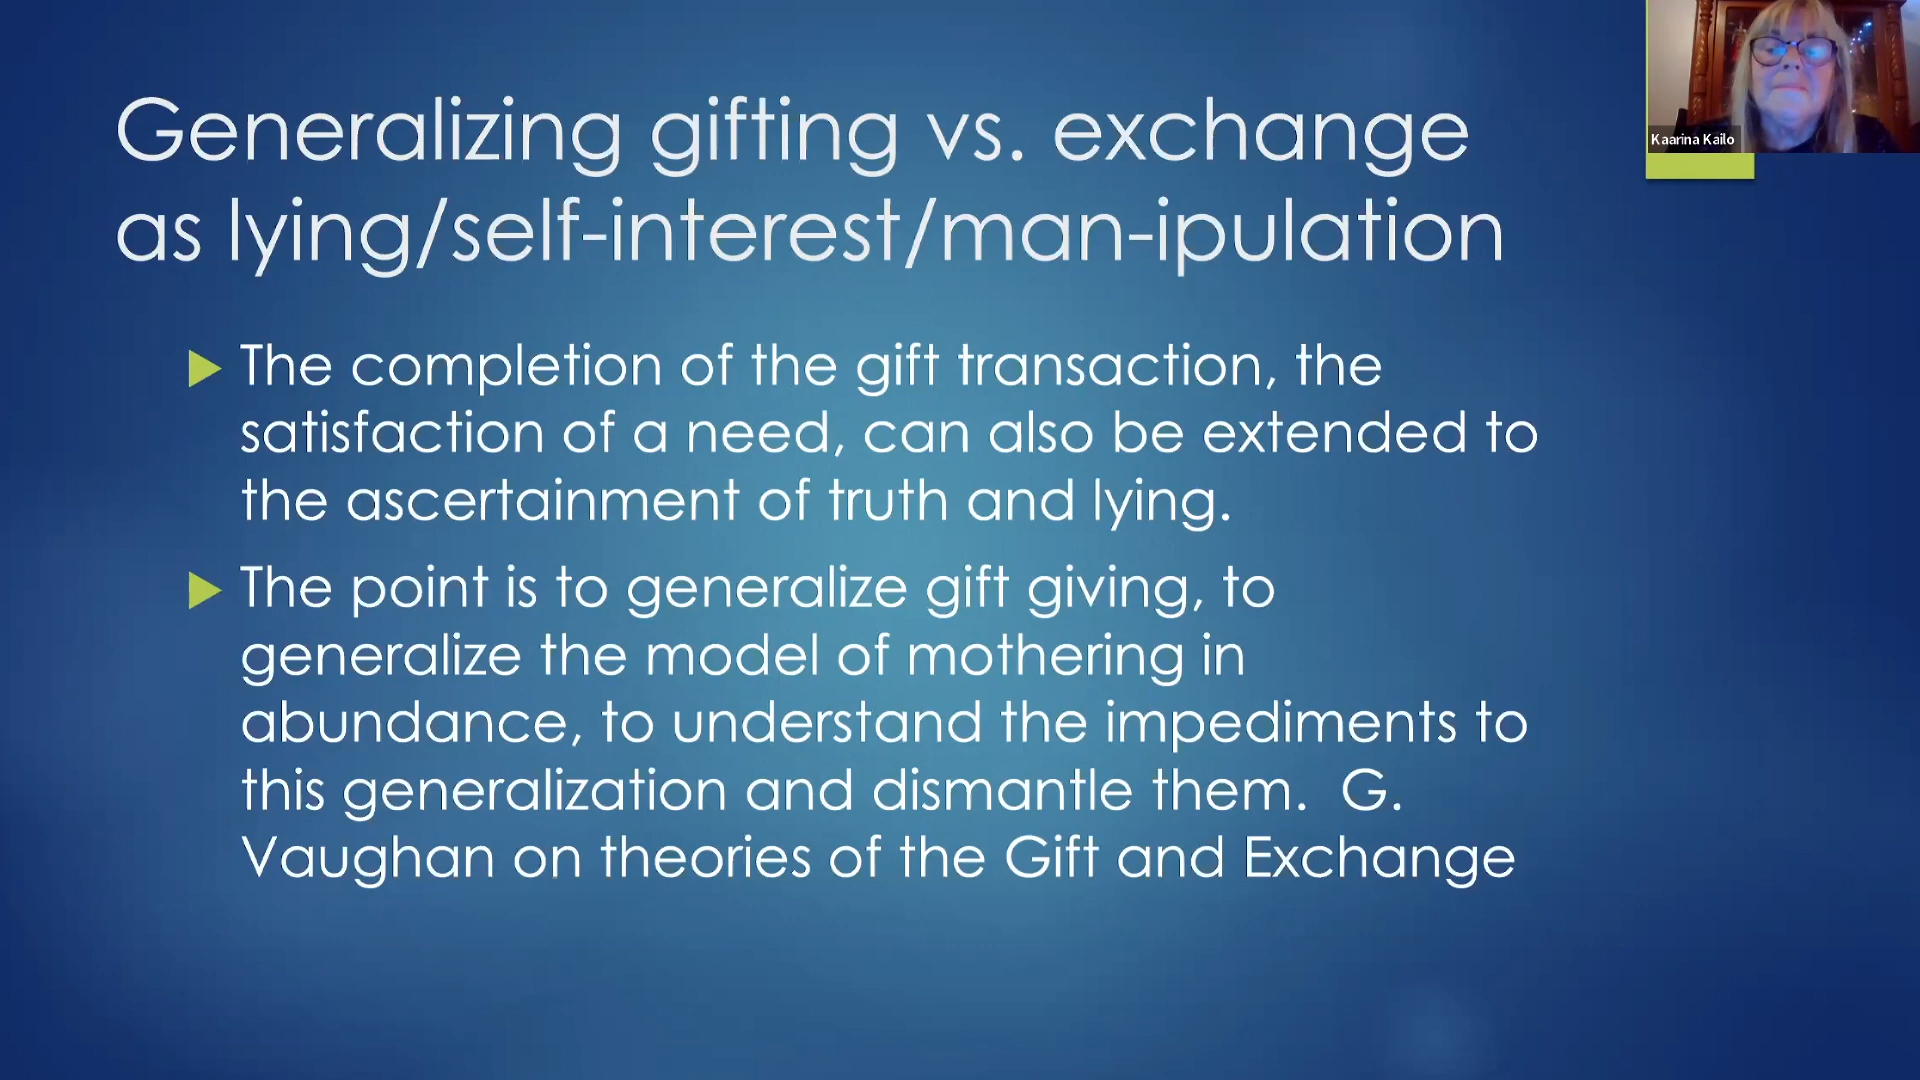 Generalizing gifting vs. exchange
as lying/self-interest/man-ipulation
The completion of the gift transaction, the
satisfaction of a need, can also be extended to
the ascertainment of truth and lying.
The point is to generalize gift giving, to
generalize the model of mothering in
abundance, to understand the impediments to
this generalization and dismantle them.  G.
Vaughan on theories of the Gift and Exchange
Kaarina Kailo